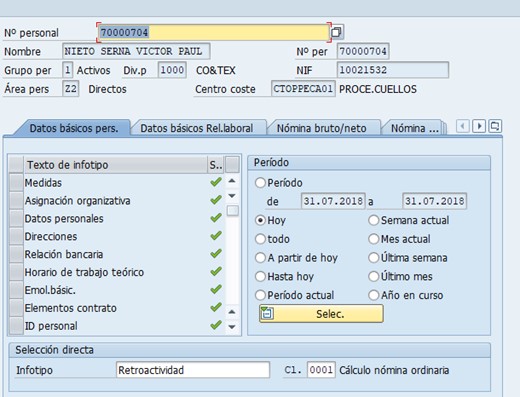 Nº personal 70000704
Nombre NIETO SERNA VICTOR PAUL Nº per 70000704
Grupo per 1 Activos Div.p 1000 CO&TEX NIF 10021532
Área pers Z2 Directos Centro coste CTOPPECA01 PROCE.CUELLOS
Datos básicos pers. Datos básicos Rel.laboral Nómina bruto/neto Nómina ...
Texto de infotipo S..
Medidas
Asignación organizativa
Datos personales
Direcciones
Relación bancaria
Horario de trabajo teórico
Emol.básic.
Elementos contrato
ID personal
Período
Período
de 31.07.2018 a 31.07.2018
Hoy Semana actual
todo Mes actual
A partir de hoy Última semana
Hasta hoy Último mes
Período actual Año en curso
Selec.
Selección directa
Infotipo Retroactividad Cl. 0001 Cálculo nómina ordinaria